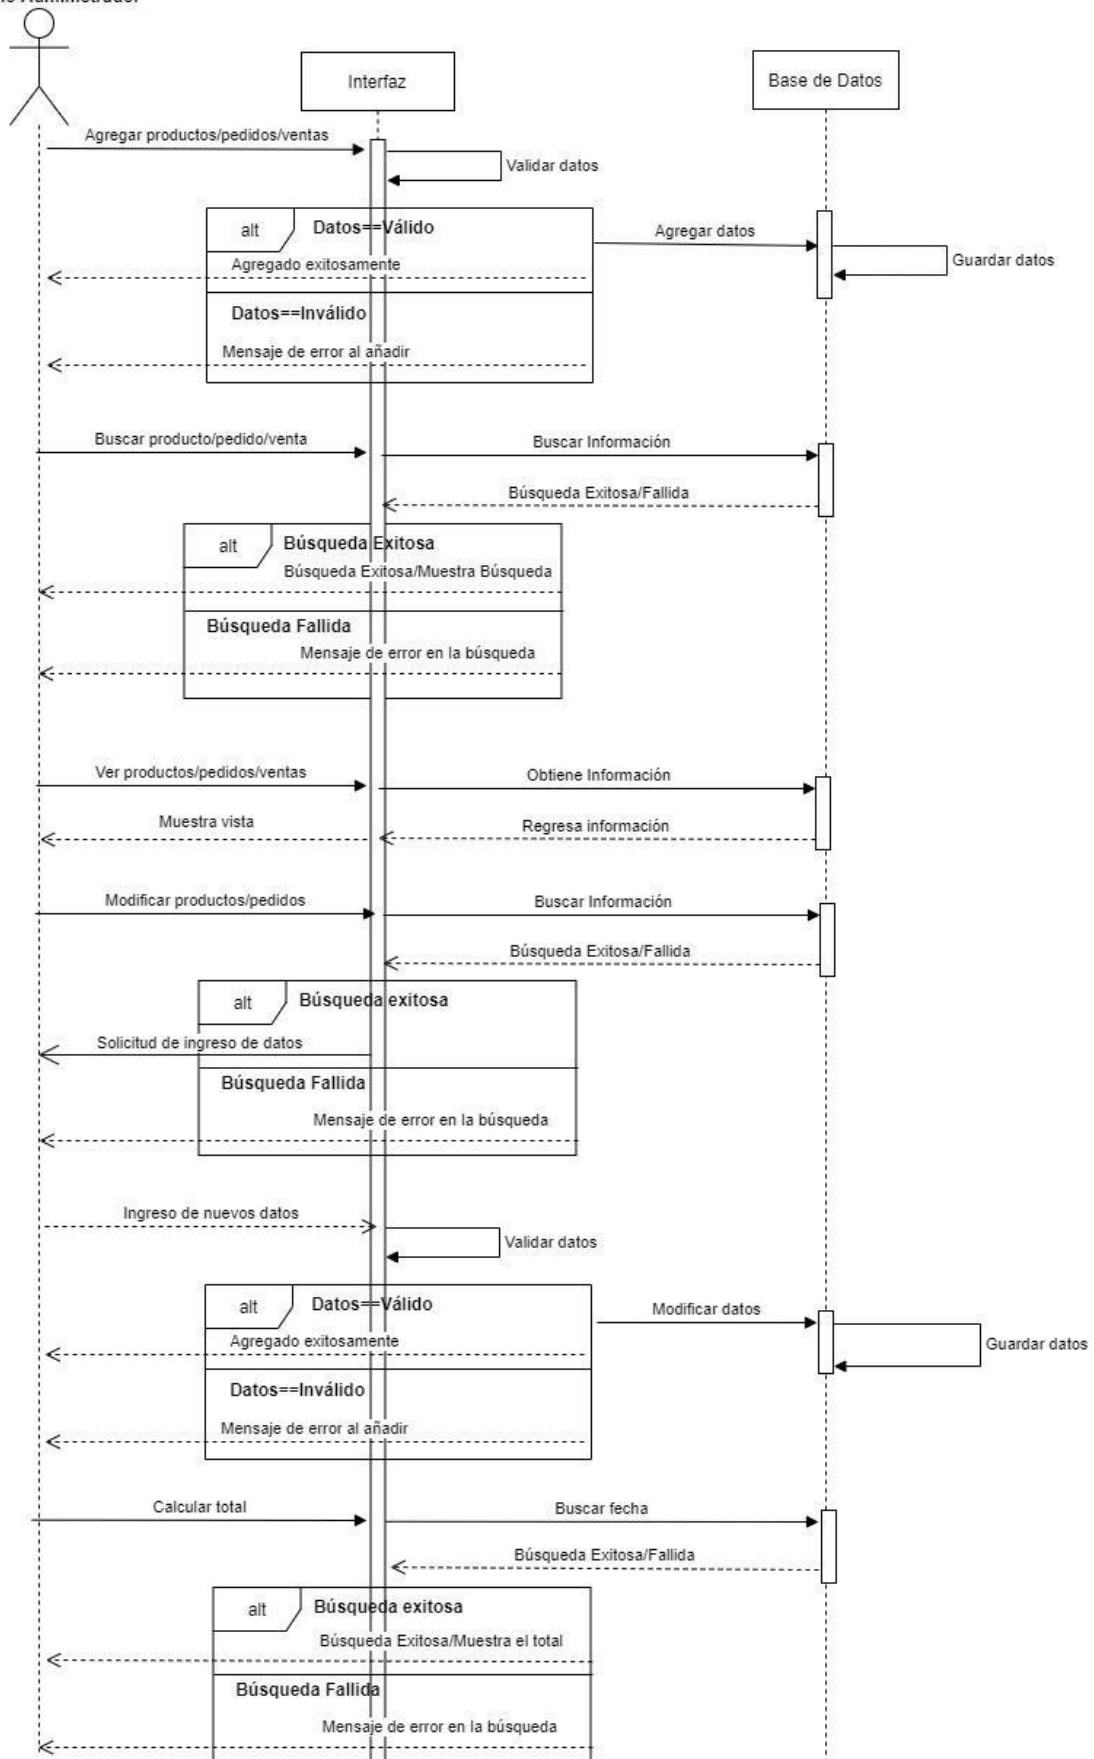 Administrador
Interfaz
Base de Datos
Agregar productos/pedidos/ventas
Validar datos
alt
Datos==Válido
Agregar datos
Agregado exitosamente
Guardar datos
Datos==Inválido
Mensaje de error al añadir
Buscar producto/pedido/venta
Buscar Información
Búsqueda Exitosa/Fallida
alt
Búsqueda Exitosa
Búsqueda Exitosa/Muestra Búsqueda
Búsqueda Fallida
Mensaje de error en la búsqueda
Ver productos/pedidos/ventas
Obtiene Información
Muestra vista
Regresa información
Modificar productos/pedidos
Buscar Información
Búsqueda Exitosa/Fallida
alt
Búsqueda exitosa
Solicitud de ingreso de datos
Búsqueda Fallida
Mensaje de error en la búsqueda
Ingreso de nuevos datos
Validar datos
alt
Datos==Válido
Modificar datos
Agregado exitosamente
Guardar datos
Datos==Inválido
Mensaje de error al añadir
Calcular total
Buscar fecha
Búsqueda Exitosa/Fallida
alt
Búsqueda exitosa
Búsqueda Exitosa/Muestra el total
Búsqueda Fallida
Mensaje de error en la búsqueda